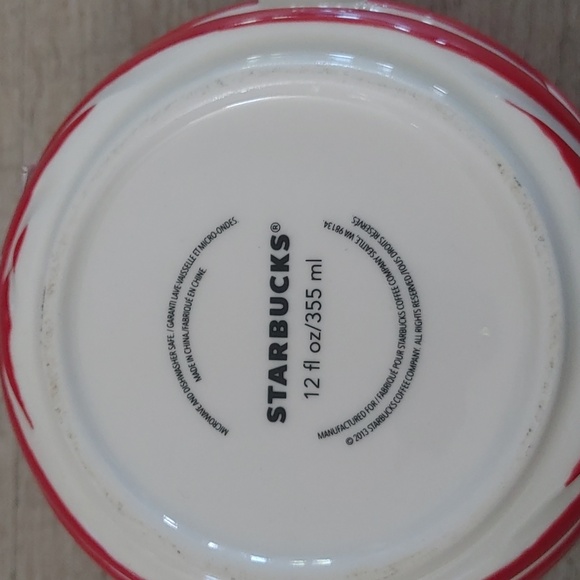 MICROWAVE AND DISHWASHER SAFE / GARANTI LAVE-VAISSELLE ET MICRO-ONDES
MADE IN CHINA/FABRIQUÉ EN CHINE
STARBUCKS®
12 fl oz/355 ml
MANUFACTURED FOR / FABRIQUÉ POUR STARBUCKS COFFEE COMPANY SEATTLE, WA 98134
© 2013 STARBUCKS COFFEE COMPANY. ALL RIGHTS RESERVED./TOUS DROITS RÉSERVÉS.